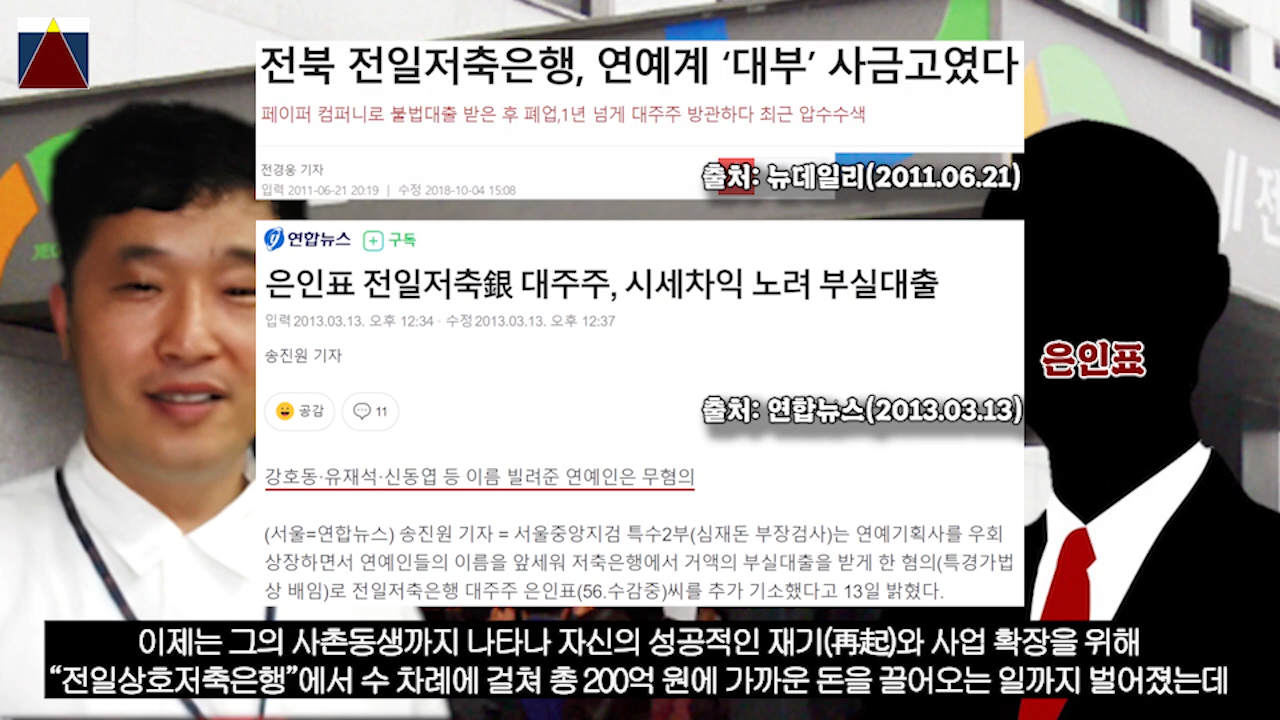 전북 전일저축은행, 연예계 ‘대부’ 사금고였다
페이퍼 컴퍼니로 불법대출 받은 후 폐업,1년 넘게 대주주 방관하다 최근 압수수색
전경웅 기자
입력 2011-06-21 20:19 | 수정 2018-10-04 15:08
출처: 뉴데일리(2011.06.21)
연합뉴스 구독
은인표 전일저축銀 대주주, 시세차익 노려 부실대출
입력2013.03.13. 오후 12:34 · 수정2013.03.13. 오후 12:37
송진원 기자
공감 11
출처: 연합뉴스(2013.03.13)
은인표
강호동·유재석·신동엽 등 이름 빌려준 연예인은 무혐의
(서울=연합뉴스) 송진원 기자 = 서울중앙지검 특수2부(심재돈 부장검사)는 연예기획사를 우회
상장하면서 연예인들의 이름을 앞세워 저축은행에서 거액의 부실대출을 받게 한 혐의(특경가법
상 배임)로 전일저축은행 대주주 은인표(56.수감중)씨를 추가 기소했다고 13일 밝혔다.
이제는 그의 사촌동생까지 나타나 자신의 성공적인 재기(再起)와 사업 확장을 위해
“전일상호저축은행”에서 수 차례에 걸쳐 총 200억 원에 가까운 돈을 끌어오는 일까지 벌어졌는데